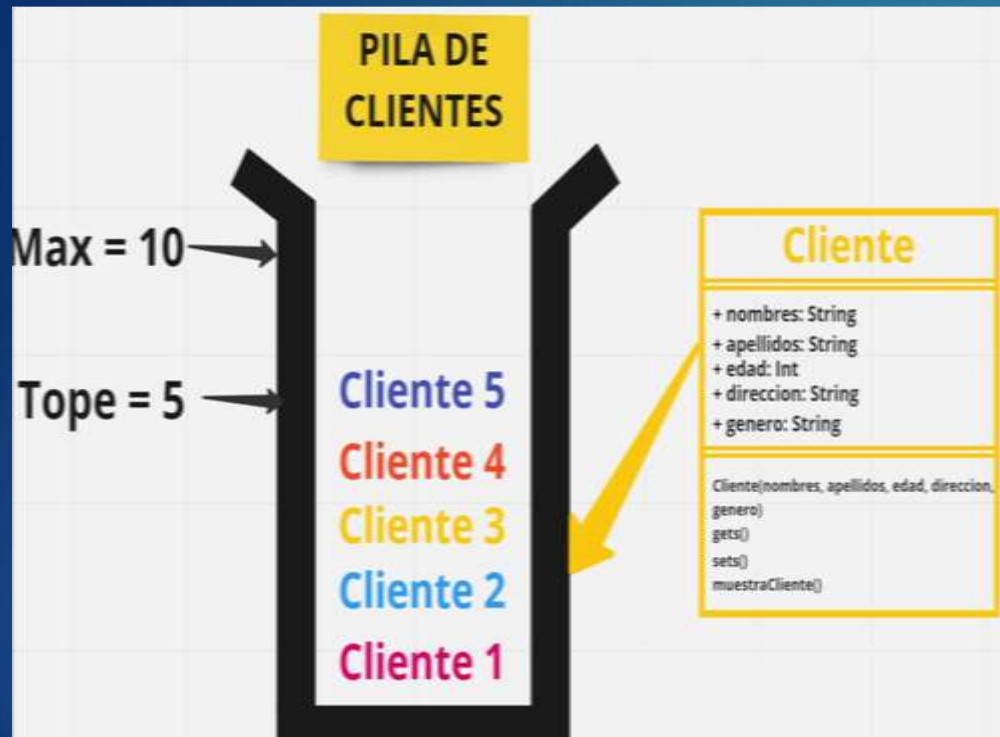 PILA DE
CLIENTES
Max = 10
Tope = 5
Cliente 5
Cliente 4
Cliente 3
Cliente 2
Cliente 1
Cliente
+ nombres: String
+ apellidos: String
+ edad: Int
+ direccion: String
+ genero: String
Cliente(nombres, apellidos, edad, direccion,
genero)
gets()
sets()
muestraCliente()